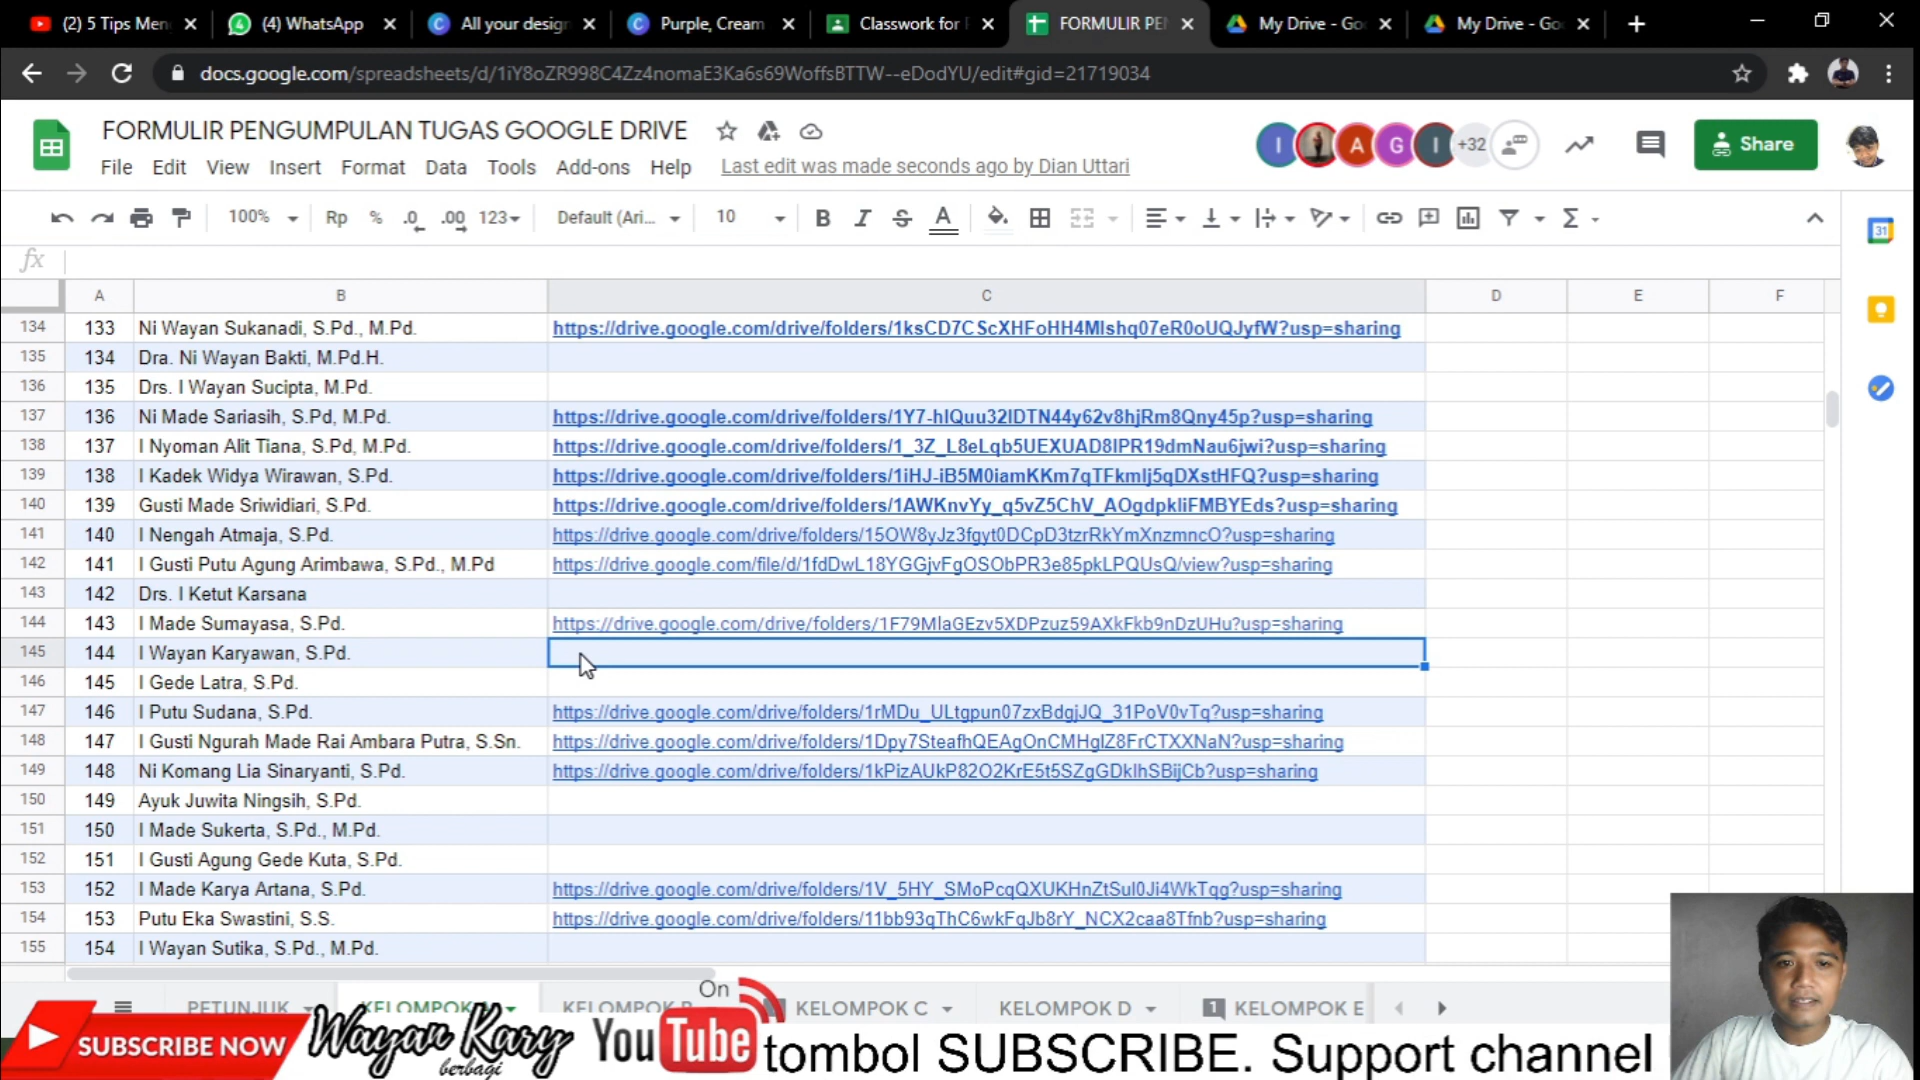 (2) 5 Tips Men
(4) WhatsApp
All your design
Purple, Cream
Classwork for
FORMULIR PE
My Drive - Go
My Drive - Go
docs.google.com/spreadsheets/d/1iY8oZR998C4Zz4nomaE3Ka6s69WoffsBTTW--eDodYU/edit#gid=21719034
FORMULIR PENGUMPULAN TUGAS GOOGLE DRIVE
I A G I +32
Share
File Edit View Insert Format Data Tools Add-ons Help Last edit was made seconds ago by Dian Uttari
100% Rp % .0 .00 123 Default (Ari... 10 B I S A
fx
A B C D E F
134 133 Ni Wayan Sukanadi, S.Pd., M.Pd. https://drive.google.com/drive/folders/1ksCD7CScXHFoHH4MIshq07eR0oUQJyfW?usp=sharing
135 134 Dra. Ni Wayan Bakti, M.Pd.H.
136 135 Drs. I Wayan Sucipta, M.Pd.
137 136 Ni Made Sariasih, S.Pd, M.Pd. https://drive.google.com/drive/folders/1Y7-hIQuu32IDTN44y62v8hjRm8Qny45p?usp=sharing
138 137 I Nyoman Alit Tiana, S.Pd, M.Pd. https://drive.google.com/drive/folders/1_3Z_L8eLqb5UEXUAD8IPR19dmNau6jwi?usp=sharing
139 138 I Kadek Widya Wirawan, S.Pd. https://drive.google.com/drive/folders/1iHJ-iB5M0iamKKm7qTFkmIj5qDXstHFQ?usp=sharing
140 139 Gusti Made Sriwidiari, S.Pd. https://drive.google.com/drive/folders/1AWKnvYy_q5vZ5ChV_AOgdpkliFMBYEds?usp=sharing
141 140 I Nengah Atmaja, S.Pd. https://drive.google.com/drive/folders/15OW8yJz3fgyt0DCpD3tzrRkYmXnzmncO?usp=sharing
142 141 I Gusti Putu Agung Arimbawa, S.Pd., M.Pd https://drive.google.com/file/d/1fdDwL18YGGjvFgOSObPR3e85pkLPQUsQ/view?usp=sharing
143 142 Drs. I Ketut Karsana
144 143 I Made Sumayasa, S.Pd. https://drive.google.com/drive/folders/1F79MlaGEzv5XDPzuz59AXkFkb9nDzUHu?usp=sharing
145 144 I Wayan Karyawan, S.Pd.
146 145 I Gede Latra, S.Pd.
147 146 I Putu Sudana, S.Pd. https://drive.google.com/drive/folders/1rMDu_ULtgpun07zxBdgjJQ_31PoV0vTq?usp=sharing
148 147 I Gusti Ngurah Made Rai Ambara Putra, S.Sn. https://drive.google.com/drive/folders/1Dpy7SteafhQEAgOnCMHglZ8FrCTXXNaN?usp=sharing
149 148 Ni Komang Lia Sinaryanti, S.Pd. https://drive.google.com/drive/folders/1kPizAUkP82O2KrE5t5SZgGDklhSBijCb?usp=sharing
150 149 Ayuk Juwita Ningsih, S.Pd.
151 150 I Made Sukerta, S.Pd., M.Pd.
152 151 I Gusti Agung Gede Kuta, S.Pd.
153 152 I Made Karya Artana, S.Pd. https://drive.google.com/drive/folders/1V_5HY_SMoPcqQXUKHnZtSul0Ji4WkTqg?usp=sharing
154 153 Putu Eka Swastini, S.S. https://drive.google.com/drive/folders/11bb93qThC6wkFqJb8rY_NCX2caa8Tfnb?usp=sharing
155 154 I Wayan Sutika, S.Pd., M.Pd.
PETUNJUK KELOMPOK KELOMPOK B KELOMPOK C KELOMPOK D 1 KELOMPOK E
SUBSCRIBE NOW
Wayan Kary
berbagi
On
YouTube
tombol SUBSCRIBE. Support channel
31